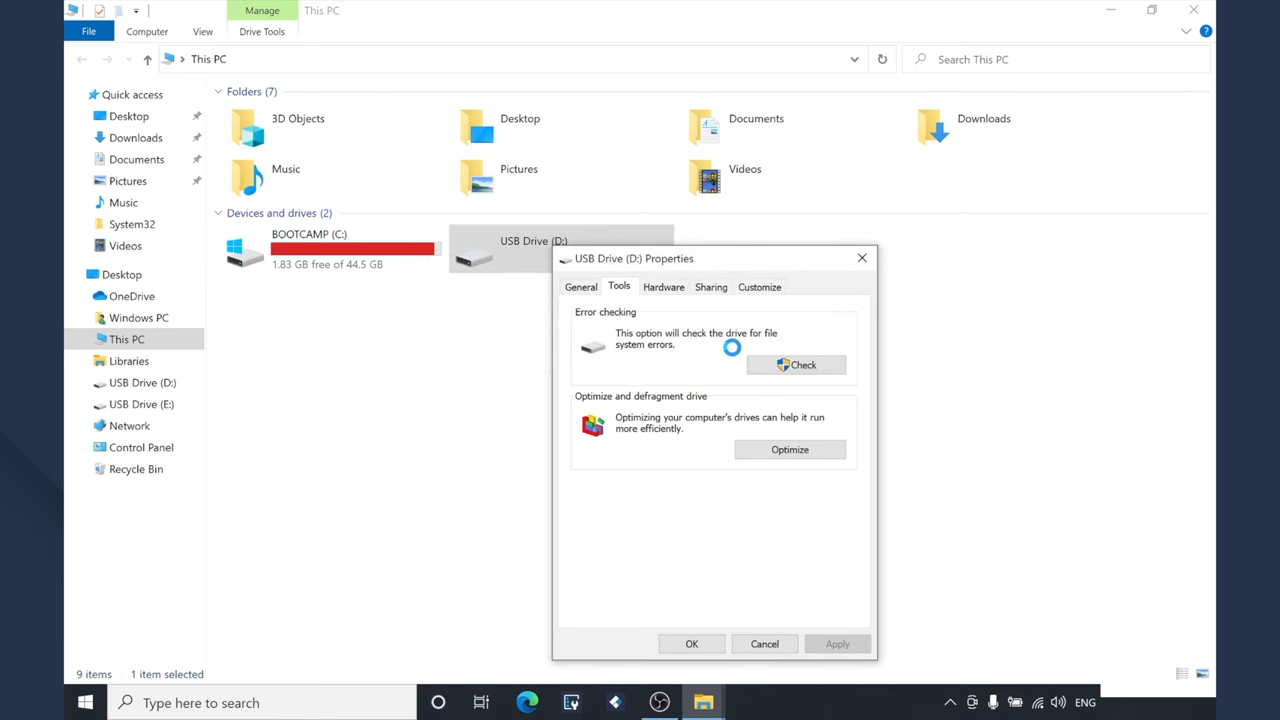 Manage
This PC
File
Computer
View
Drive Tools
This PC
Search This PC
Quick access
Desktop
Downloads
Documents
Pictures
Music
System32
Videos
Desktop
OneDrive
Windows PC
This PC
Libraries
USB Drive (D:)
USB Drive (E:)
Network
Control Panel
Recycle Bin
Folders (7)
3D Objects
Desktop
Documents
Downloads
Music
Pictures
Videos
Devices and drives (2)
BOOTCAMP (C:)
1.83 GB free of 44.5 GB
USB Drive (D:)
USB Drive (D:) Properties
General
Tools
Hardware
Sharing
Customize
Error checking
This option will check the drive for file
system errors.
Check
Optimize and defragment drive
Optimizing your computer's drives can help it run
more efficiently.
Optimize
OK
Cancel
Apply
9 items
1 item selected
Type here to search
ENG